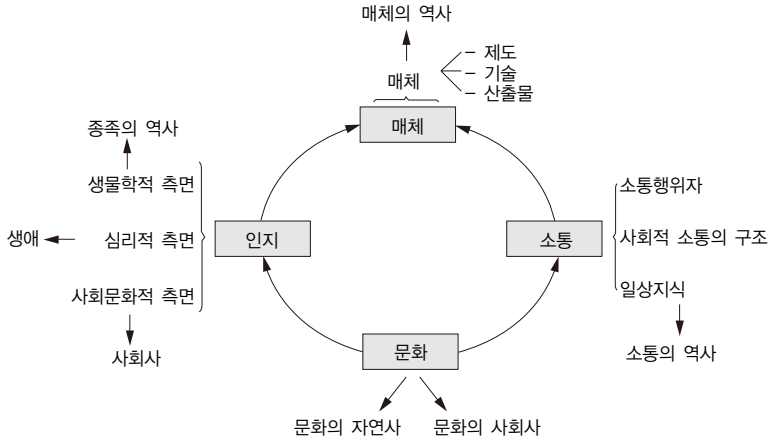 매체의 역사
– 제도
– 기술
– 산출물
매체
매체
종족의 역사
생물학적 측면
생애
심리적 측면
사회문화적 측면
사회사
인지
소통
소통행위자
사회적 소통의 구조
일상지식
소통의 역사
문화
문화의 자연사
문화의 사회사